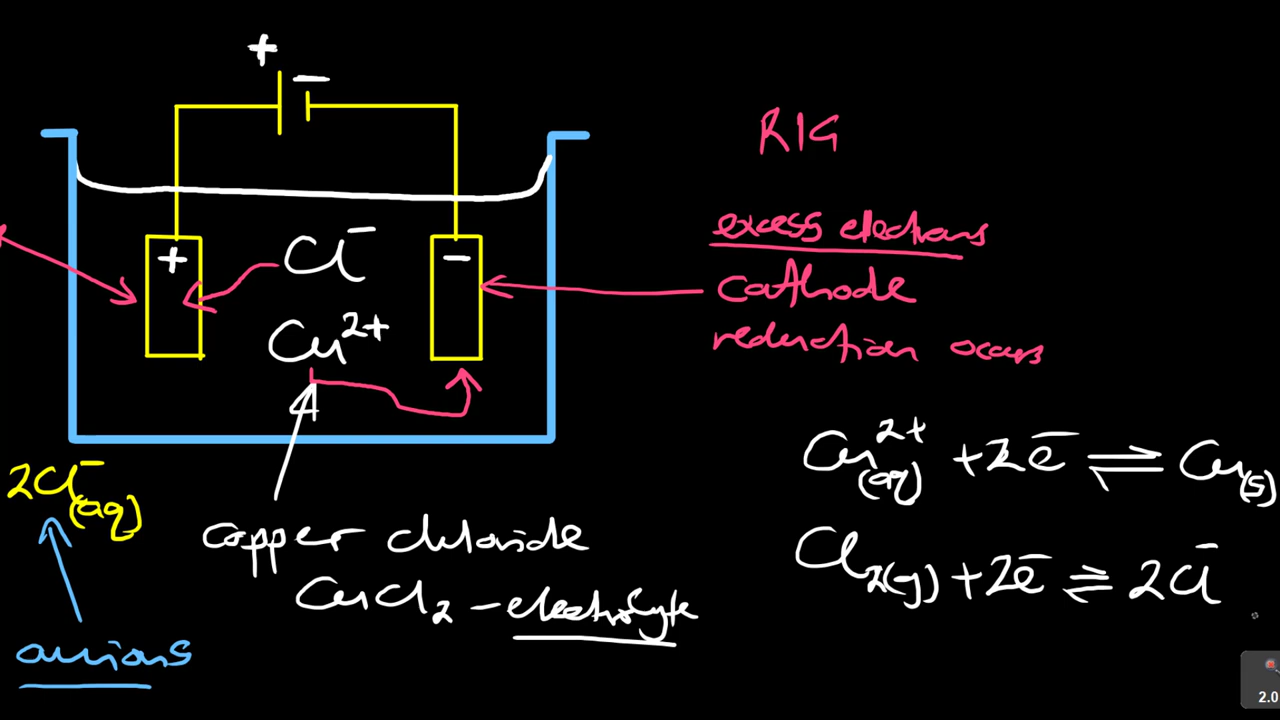 + −
RIG
excess electrons
+ Cl⁻ −
cathode
Cu²⁺
reduction occurs
Cu²⁺(aq) + 2e⁻ ⇌ Cu(s)
2Cl⁻(aq)
copper chloride
Cl₂(g) + 2e⁻ ⇌ 2Cl⁻
CuCl₂ – electrolyte
anions
2.0